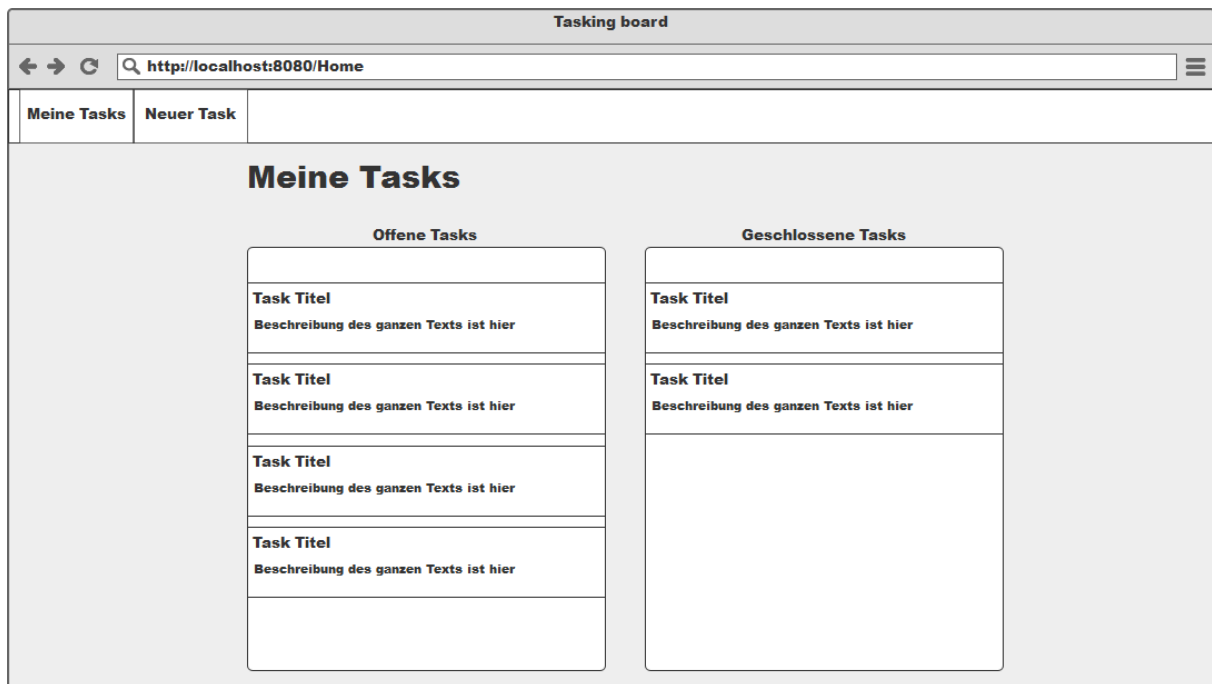 Tasking board
http://localhost:8080/Home
Meine Tasks
Neuer Task
Meine Tasks
Offene Tasks
Task Titel
Beschreibung des ganzen Texts ist hier
Task Titel
Beschreibung des ganzen Texts ist hier
Task Titel
Beschreibung des ganzen Texts ist hier
Task Titel
Beschreibung des ganzen Texts ist hier
Geschlossene Tasks
Task Titel
Beschreibung des ganzen Texts ist hier
Task Titel
Beschreibung des ganzen Texts ist hier